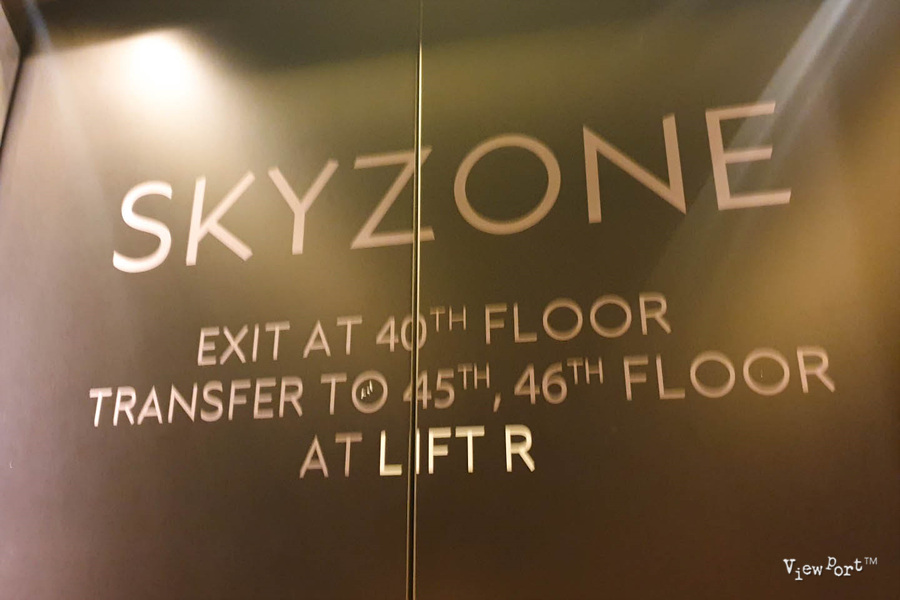 SKYZONE
EXIT AT 40TH FLOOR
TRANSFER TO 45TH, 46TH FLOOR
AT LIFT R
ViewPort™